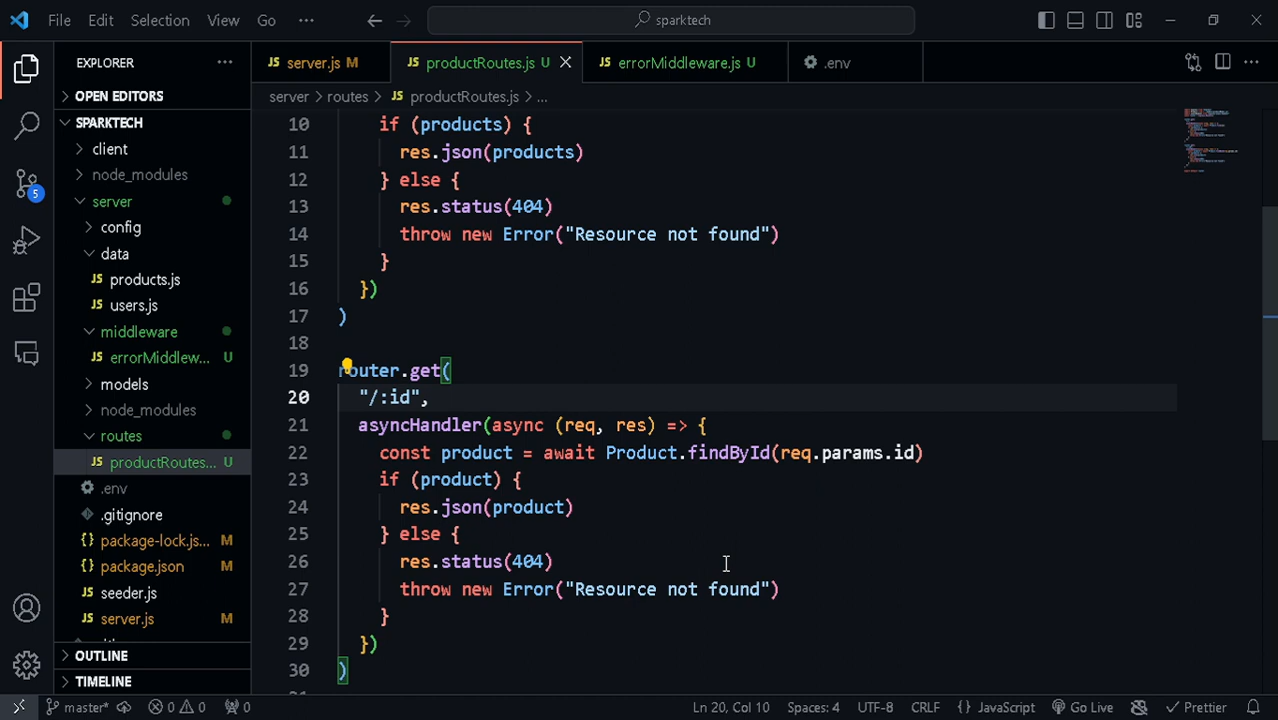 File Edit Selection View Go ··· sparktech
EXPLORER ···
server.js M
productRoutes.js U
errorMiddleware.js U
.env
OPEN EDITORS
SPARKTECH
client
node_modules
server
config
data
JS products.js
JS users.js
middleware
JS errorMiddlew... U
models
node_modules
routes
JS productRoutes... U
.env
.gitignore
{} package-lock.js... M
{} package.json M
JS seeder.js
JS server.js M
OUTLINE
TIMELINE
5
server > routes > JS productRoutes.js > ...
10 if (products) {
11 res.json(products)
12 } else {
13 res.status(404)
14 throw new Error("Resource not found")
15 }
16 })
17 )
18
19 router.get(
20 "/:id",
21 asyncHandler(async (req, res) => {
22 const product = await Product.findById(req.params.id)
23 if (product) {
24 res.json(product)
25 } else {
26 res.status(404)
27 throw new Error("Resource not found")
28 }
29 })
30 )
master* 0 0 0 Ln 20, Col 10 Spaces: 4 UTF-8 CRLF {} JavaScript Go Live Prettier